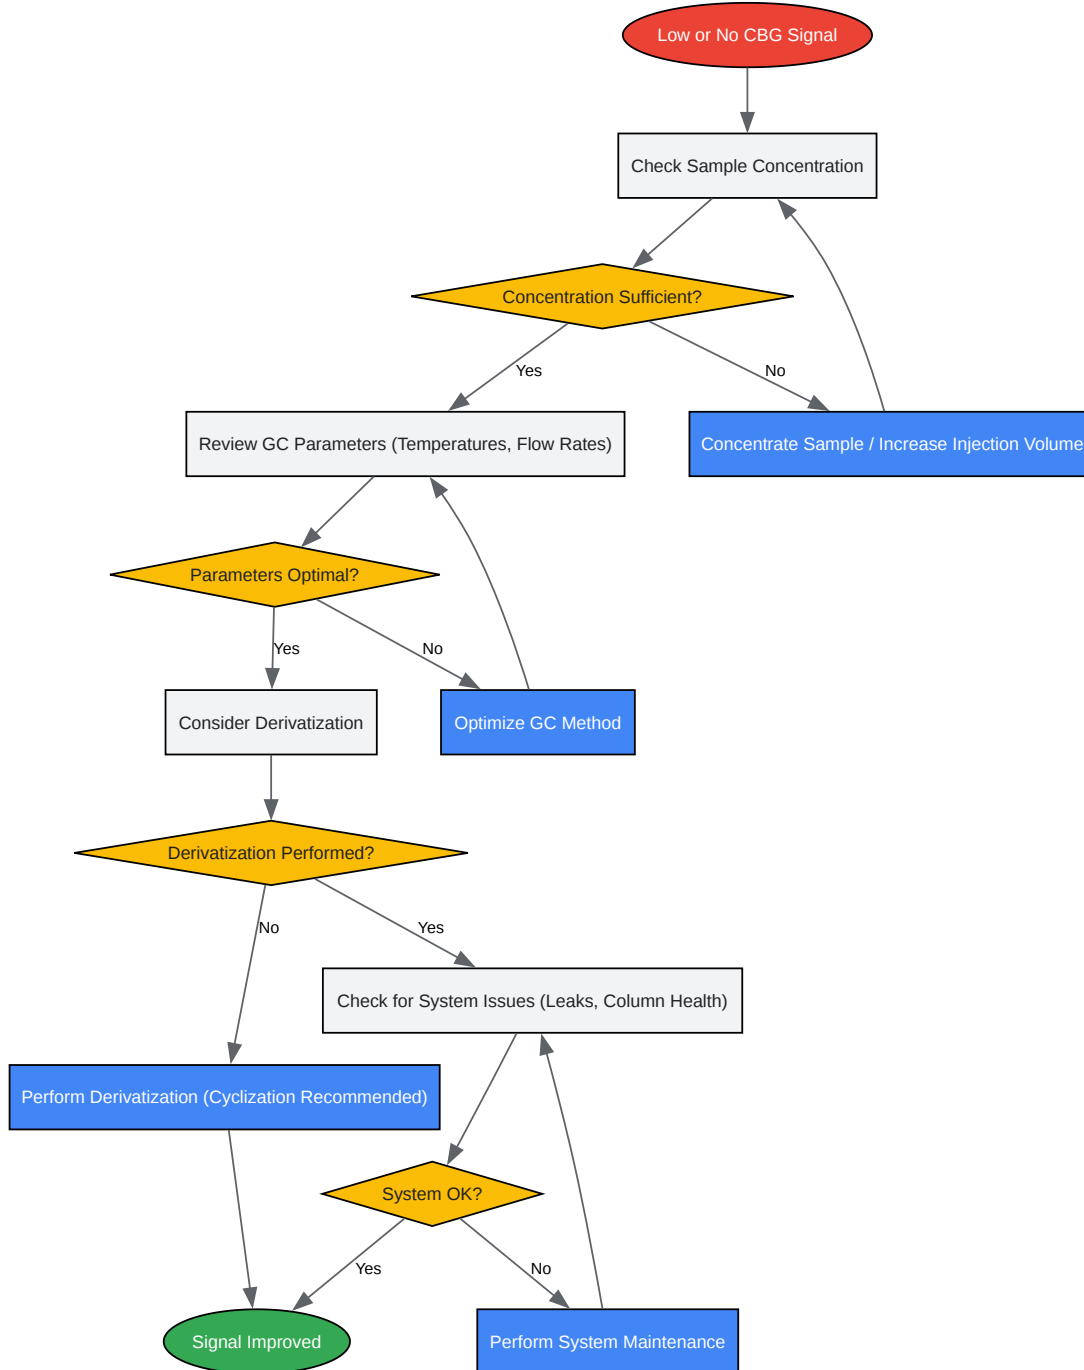 Low or No CBG Signal
Check Sample Concentration
Concentration Sufficient?
Yes
No
Review GC Parameters (Temperatures, Flow Rates)
Concentrate Sample / Increase Injection Volume
Parameters Optimal?
Yes
No
Consider Derivatization
Optimize GC Method
Derivatization Performed?
No
Yes
Check for System Issues (Leaks, Column Health)
Perform Derivatization (Cyclization Recommended)
System OK?
Yes
No
Signal Improved
Perform System Maintenance